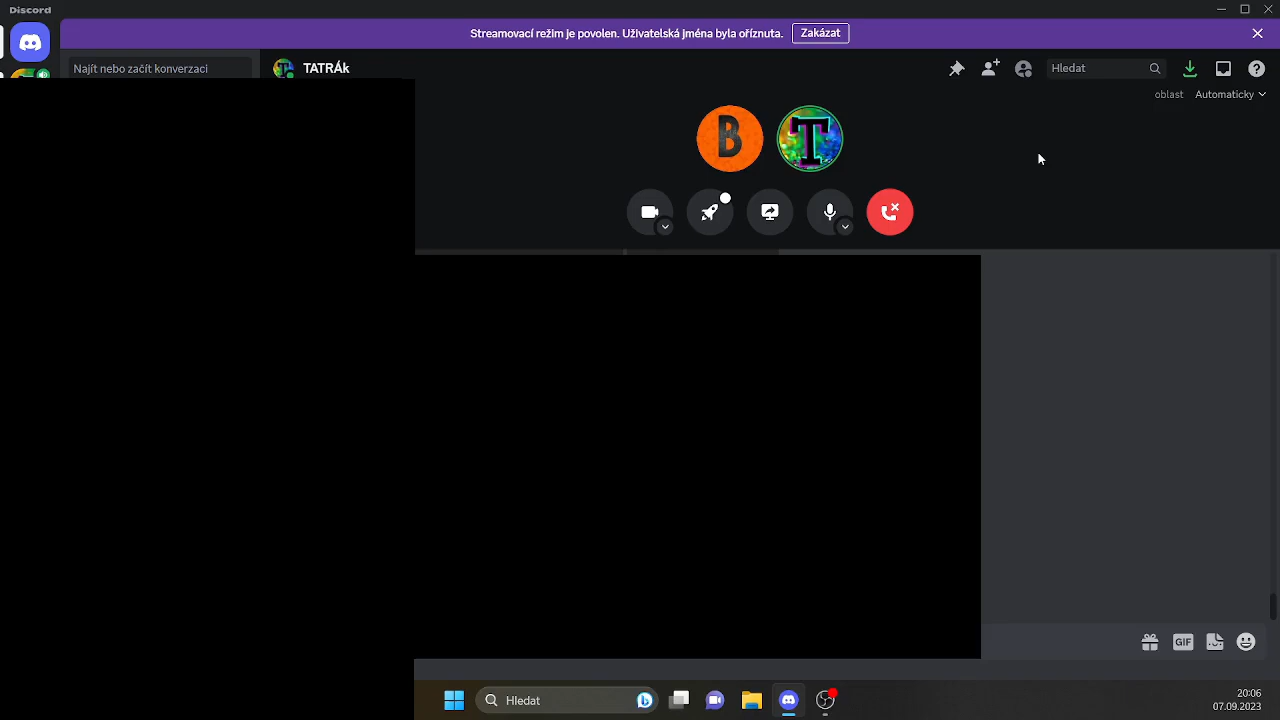 Discord
Streamovací režim je povolen. Uživatelská jména byla oříznuta.
Zakázat
Najít nebo začít konverzaci
TATRÁk
Hledat
oblast Automaticky
B
T
GIF
Hledat
20:06
07.09.2023